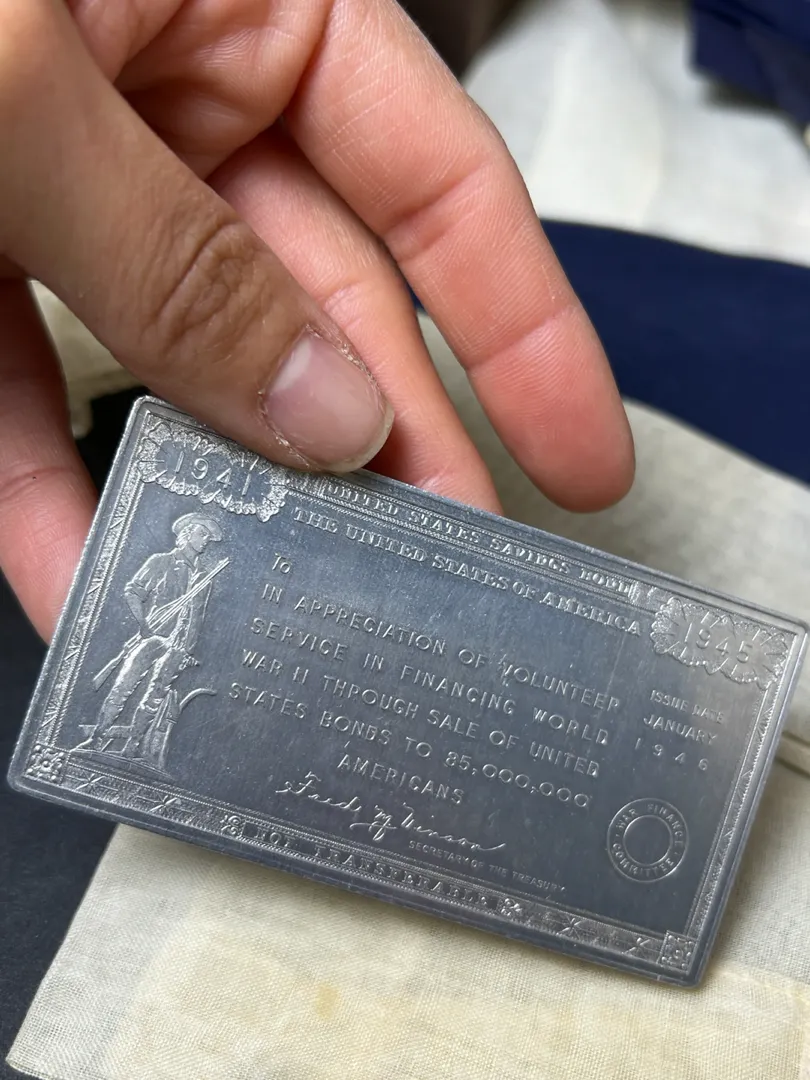 1941
UNITED STATES SAVINGS BOND
THE UNITED STATES OF AMERICA
1945
To
IN APPRECIATION OF VOLUNTEER
SERVICE IN FINANCING WORLD
WAR II THROUGH SALE OF UNITED
STATES BONDS TO 85,000,000
AMERICANS
ISSUE DATE
JANUARY
1946
Fred M Vinson
SECRETARY OF THE TREASURY
WAR FINANCE
COMMITTEE
NOT TRANSFERABLE